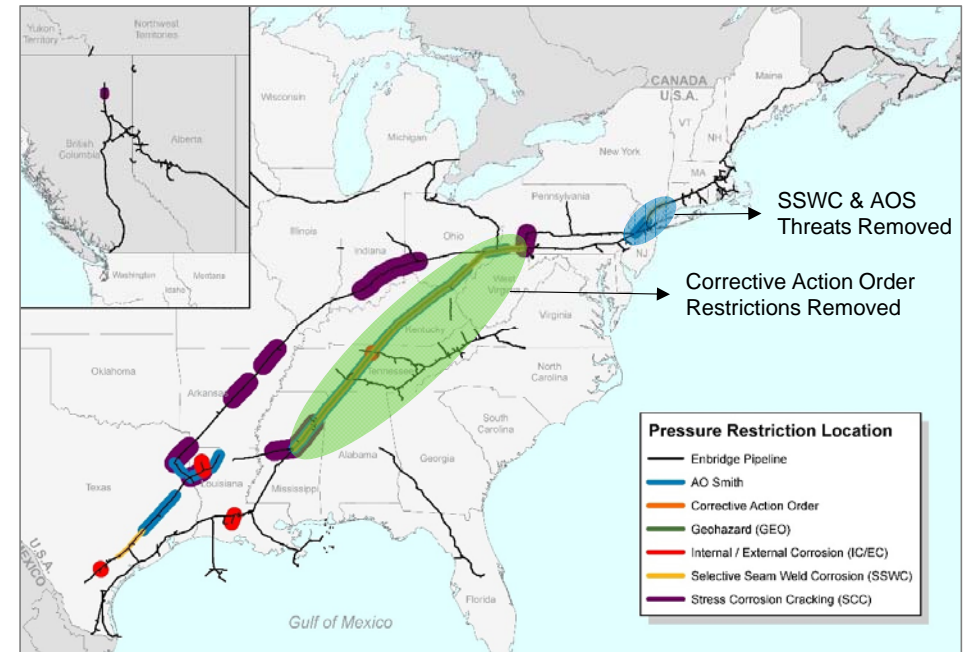 Yukon
Territory
Northwest
Territories
British
Columbia
Alberta
Washington
Montana
Idaho
CANADA
U.S.A.
Maine
VT
NH
MA
NJ
Wisconsin
Michigan
New York
Pennsylvania
Illinois
Indiana
Ohio
West
Virginia
Virginia
Kentucky
Tennessee
North
Carolina
South
Carolina
Oklahoma
Arkansas
Texas
Louisiana
Mississippi
Alabama
Georgia
Florida
U.S.A.
MEXICO
Gulf of Mexico
SSWC & AOS
Threats Removed
Corrective Action Order
Restrictions Removed
Pressure Restriction Location
Enbridge Pipeline
AO Smith
Corrective Action Order
Geohazard (GEO)
Internal / External Corrosion (IC/EC)
Selective Seam Weld Corrosion (SSWC)
Stress Corrosion Cracking (SCC)